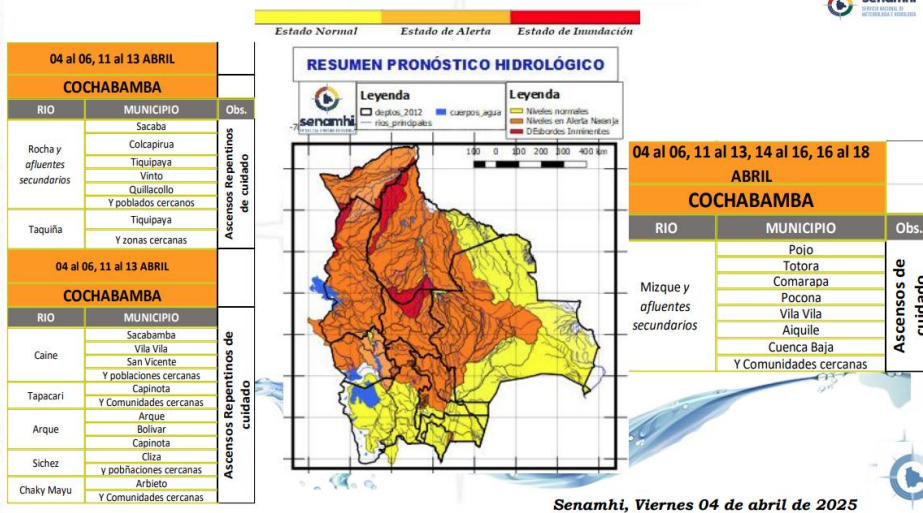 senamhi
SERVICIO NACIONAL DE
METEOROLOGÍA E HIDROLOGÍA
Estado Normal Estado de Alerta Estado de Inundación
04 al 06, 11 al 13 ABRIL
COCHABAMBA
RIO MUNICIPIO Obs.
Rocha y
afluentes
secundarios
Sacaba
Colcapirua
Tiquipaya
Vinto
Quillacollo
Y poblados cercanos
Taquiña
Tiquipaya
Y zonas cercanas
Ascensos Repentinos
de cuidado
04 al 06, 11 al 13 ABRIL
COCHABAMBA
RIO MUNICIPIO
Caine
Sacabamba
Vila Vila
San Vicente
Y poblaciones cercanas
Tapacari
Capinota
Y Comunidades cercanas
Arque
Arque
Bolivar
Capinota
Sichez
Cliza
y pobñaciones cercanas
Chaky Mayu
Arbieto
Y Comunidades cercanas
Ascensos Repentinos de
cuidado
RESUMEN PRONÓSTICO HIDROLÓGICO
senamhi
Leyenda
deptos_2012 cuerpos_agua
rios_principales
Leyenda
Niveles normales
Niveles en Alerta Naranja
DEsbordes Inminentes
100 0 100 200 300 400 km
04 al 06, 11 al 13, 14 al 16, 16 al 18
ABRIL
COCHABAMBA
RIO MUNICIPIO Obs.
Mizque y
afluentes
secundarios
Pojo
Totora
Comarapa
Pocona
Vila Vila
Aiquile
Cuenca Baja
Y Comunidades cercanas
Ascensos de
cuidado
Senamhi, Viernes 04 de abril de 2025